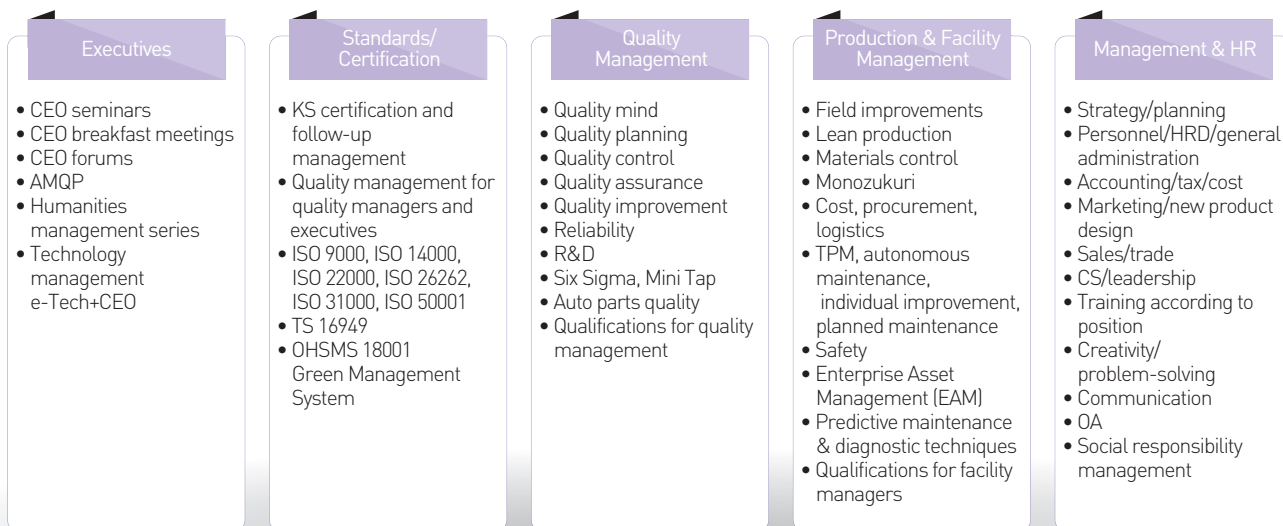 Executives
• CEO seminars
• CEO breakfast meetings
• CEO forums
• AMQP
• Humanities
management series
• Technology
management
e-Tech+CEO
Standards/
Certification
• KS certification and
follow-up
management
• Quality management for
quality managers and
executives
• ISO 9000, ISO 14000,
ISO 22000, ISO 26262,
ISO 31000, ISO 50001
• TS 16949
• OHSMS 18001
Green Management
System
Quality
Management
• Quality mind
• Quality planning
• Quality control
• Quality assurance
• Quality improvement
• Reliability
• R&D
• Six Sigma, Mini Tap
• Auto parts quality
• Qualifications for quality
management
Production & Facility
Management
• Field improvements
• Lean production
• Materials control
• Monozukuri
• Cost, procurement,
logistics
• TPM, autonomous
maintenance,
individual improvement,
planned maintenance
• Safety
• Enterprise Asset
Management (EAM)
• Predictive maintenance
& diagnostic techniques
• Qualifications for facility
managers
Management & HR
• Strategy/planning
• Personnel/HRD/general
administration
• Accounting/tax/cost
• Marketing/new product
design
• Sales/trade
• CS/leadership
• Training according to
position
• Creativity/
problem-solving
• Communication
• OA
• Social responsibility
management